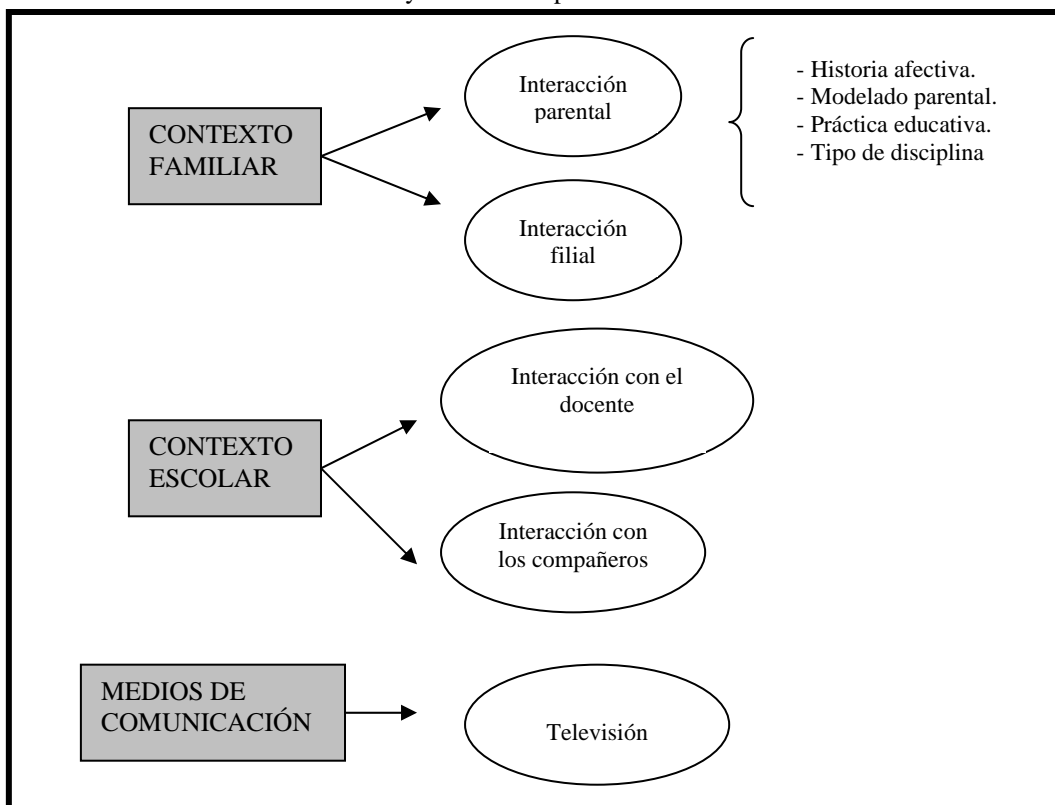 CONTEXTO
FAMILIAR
Interacción
parental
- Historia afectiva.
- Modelado parental.
- Práctica educativa.
- Tipo de disciplina
Interacción
filial
CONTEXTO
ESCOLAR
Interacción con el
docente
Interacción con
los compañeros
MEDIOS DE
COMUNICACIÓN
Televisión